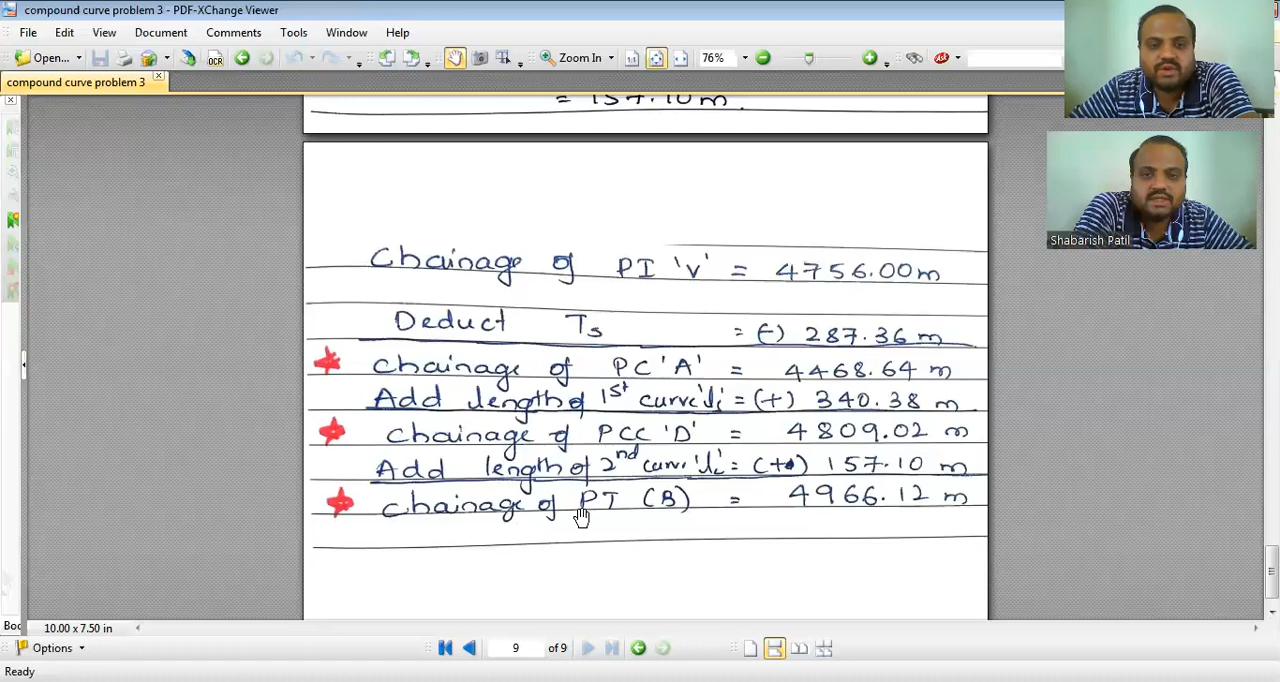 compound curve problem 3 - PDF-XChange Viewer
File Edit View Document Comments Tools Window Help
Open... OCR Zoom In 76%
compound curve problem 3
= 157.10m
Chainage of PI 'V' = 4756.00m
Deduct Ts = (-) 287.36 m
Chainage of PC 'A' = 4468.64 m
Add length of 1st curve = (+) 340.38 m
Chainage of PCC 'D' = 4809.02 m
Add length of 2nd curve = (+) 157.10 m
Chainage of PT (B) = 4966.12 m
Shabarish Patil
10.00 x 7.50 in
Options 9 of 9
Ready